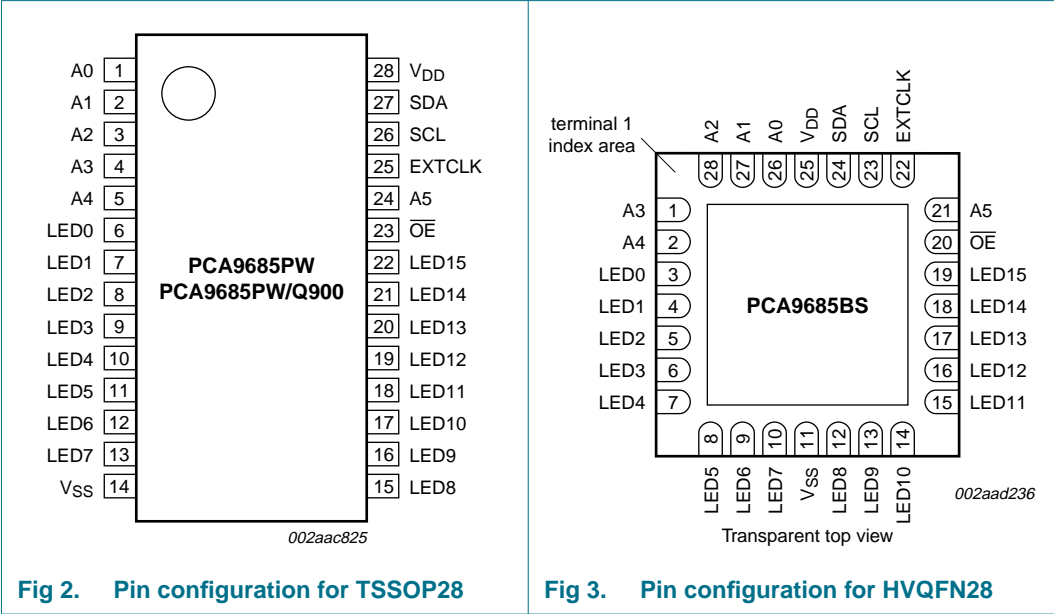 A0 1
A1 2
A2 3
A3 4
A4 5
LED0 6
LED1 7
LED2 8
LED3 9
LED4 10
LED5 11
LED6 12
LED7 13
VSS 14
PCA9685PW
PCA9685PW/Q900
28 VDD
27 SDA
26 SCL
25 EXTCLK
24 A5
23 OE
22 LED15
21 LED14
20 LED13
19 LED12
18 LED11
17 LED10
16 LED9
15 LED8
002aac825
Fig 2. Pin configuration for TSSOP28
terminal 1
index area
A2 28
A1 27
A0 26
VDD 25
SDA 24
SCL 23
EXTCLK 22
A3 1
A4 2
LED0 3
LED1 4
LED2 5
LED3 6
LED4 7
PCA9685BS
21 A5
20 OE
19 LED15
18 LED14
17 LED13
16 LED12
15 LED11
8 LED5
9 LED6
10 LED7
11 VSS
12 LED8
13 LED9
14 LED10
002aad236
Transparent top view
Fig 3. Pin configuration for HVQFN28